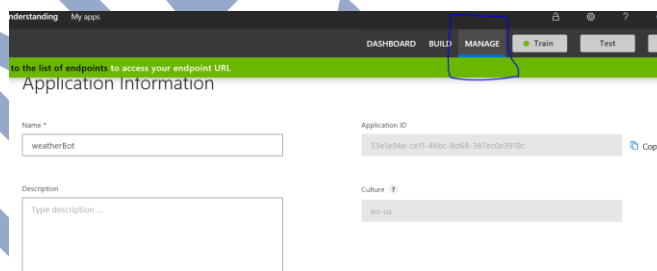 nderstanding My apps ?
DASHBOARD BUILD MANAGE Train Test
to the list of endpoints to access your endpoint URL
Application Information
Name * Application ID
weatherBot 33e1e94e-ce11-46bc-8d68-387ec0e3919c Cop
Description Culture ?
Type description ... en-us